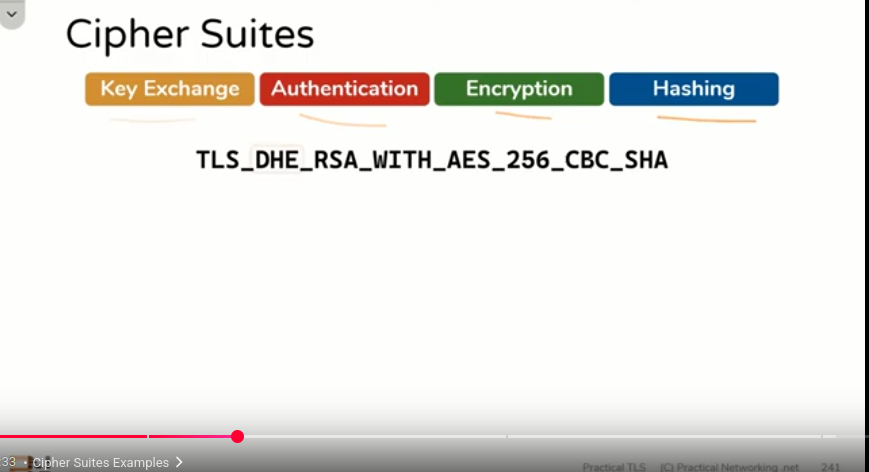 Cipher Suites
Key Exchange Authentication Encryption Hashing
TLS_DHE_RSA_WITH_AES_256_CBC_SHA
:33 • Cipher Suites Examples
Practical TLS (C) Practical Networking .net 241